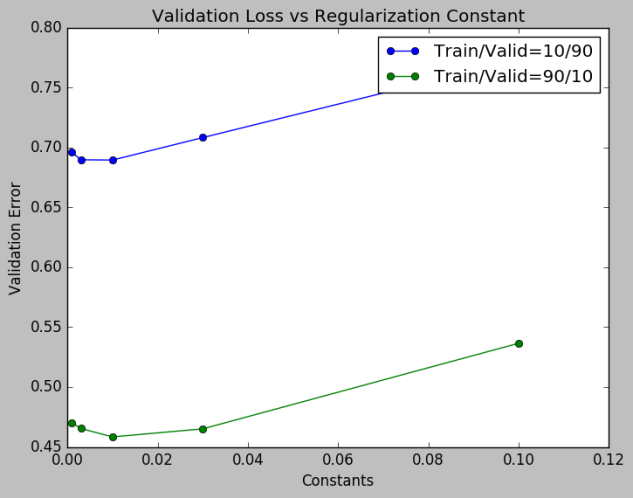 Validation Loss vs Regularization Constant
Train/Valid=10/90
Train/Valid=90/10
Validation Error
0.80
0.75
0.70
0.65
0.60
0.55
0.50
0.45
0.00 0.02 0.04 0.06 0.08 0.10 0.12
Constants